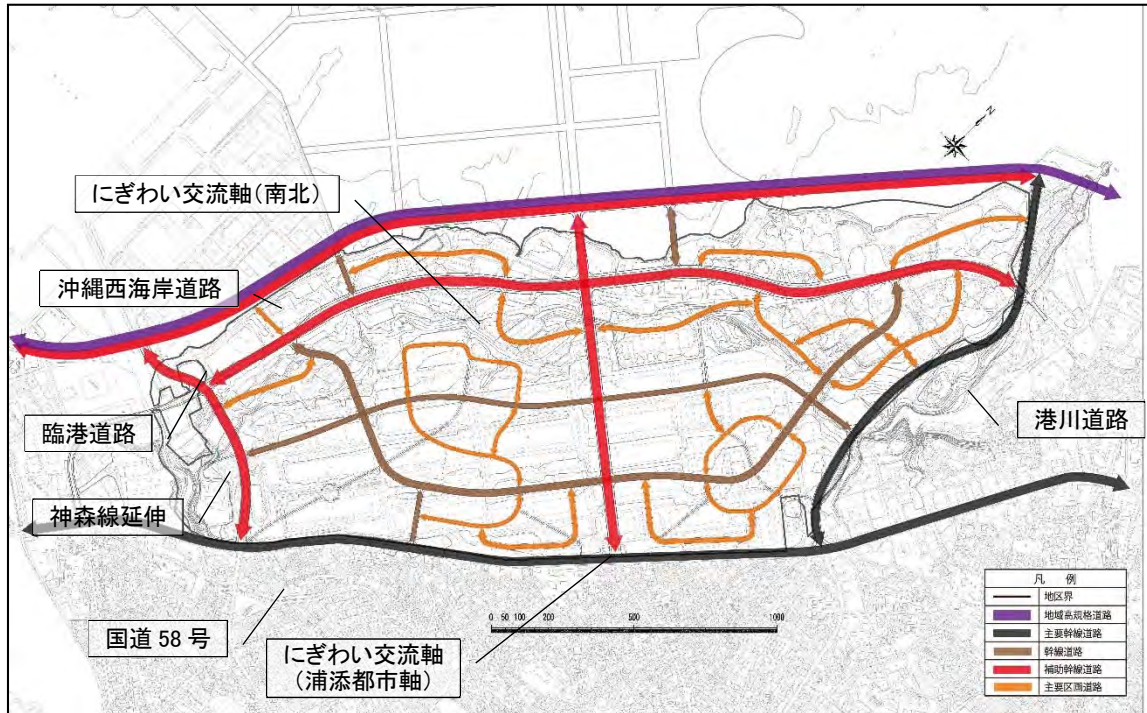 N
にぎわい交流軸(南北)
沖縄西海岸道路
臨港道路
神森線延伸
国道 58 号
にぎわい交流軸
(浦添都市軸)
港川道路
0 50 100 200 500 1000
凡 例
地区界
地域高規格道路
主要幹線道路
幹線道路
補助幹線道路
主要区画道路